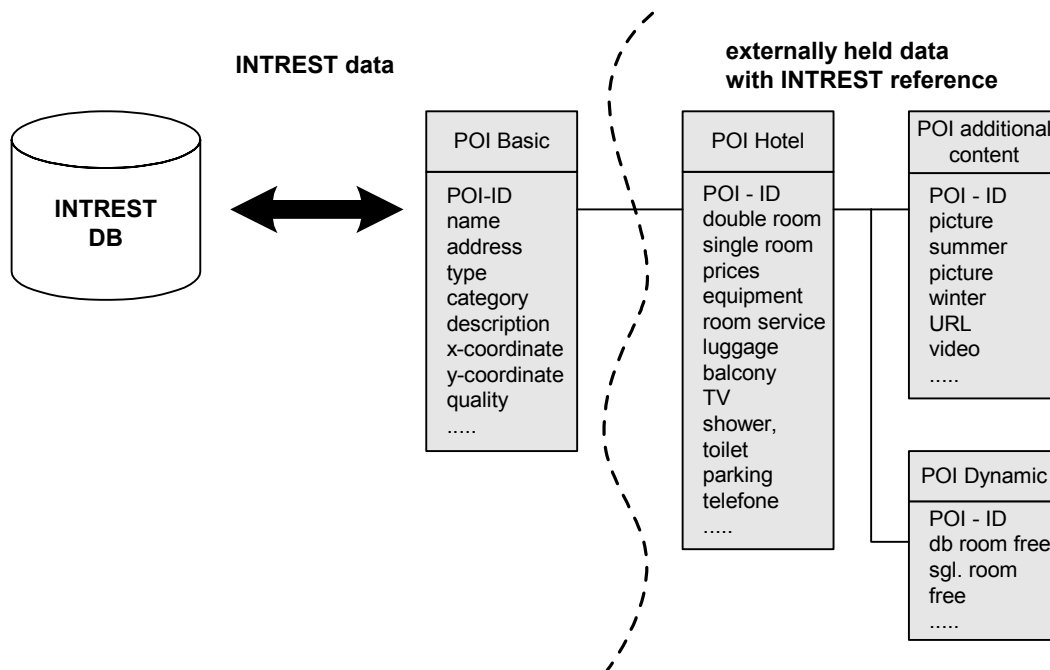 INTREST data
externally held data
with INTREST reference
INTREST
DB
POI Basic
POI-ID
name
address
type
category
description
x-coordinate
y-coordinate
quality
.....
POI Hotel
POI - ID
double room
single room
prices
equipment
room service
luggage
balcony
TV
shower,
toilet
parking
telefone
.....
POI additional
content
POI - ID
picture
summer
picture
winter
URL
video
.....
POI Dynamic
POI - ID
db room free
sgl. room
free
.....